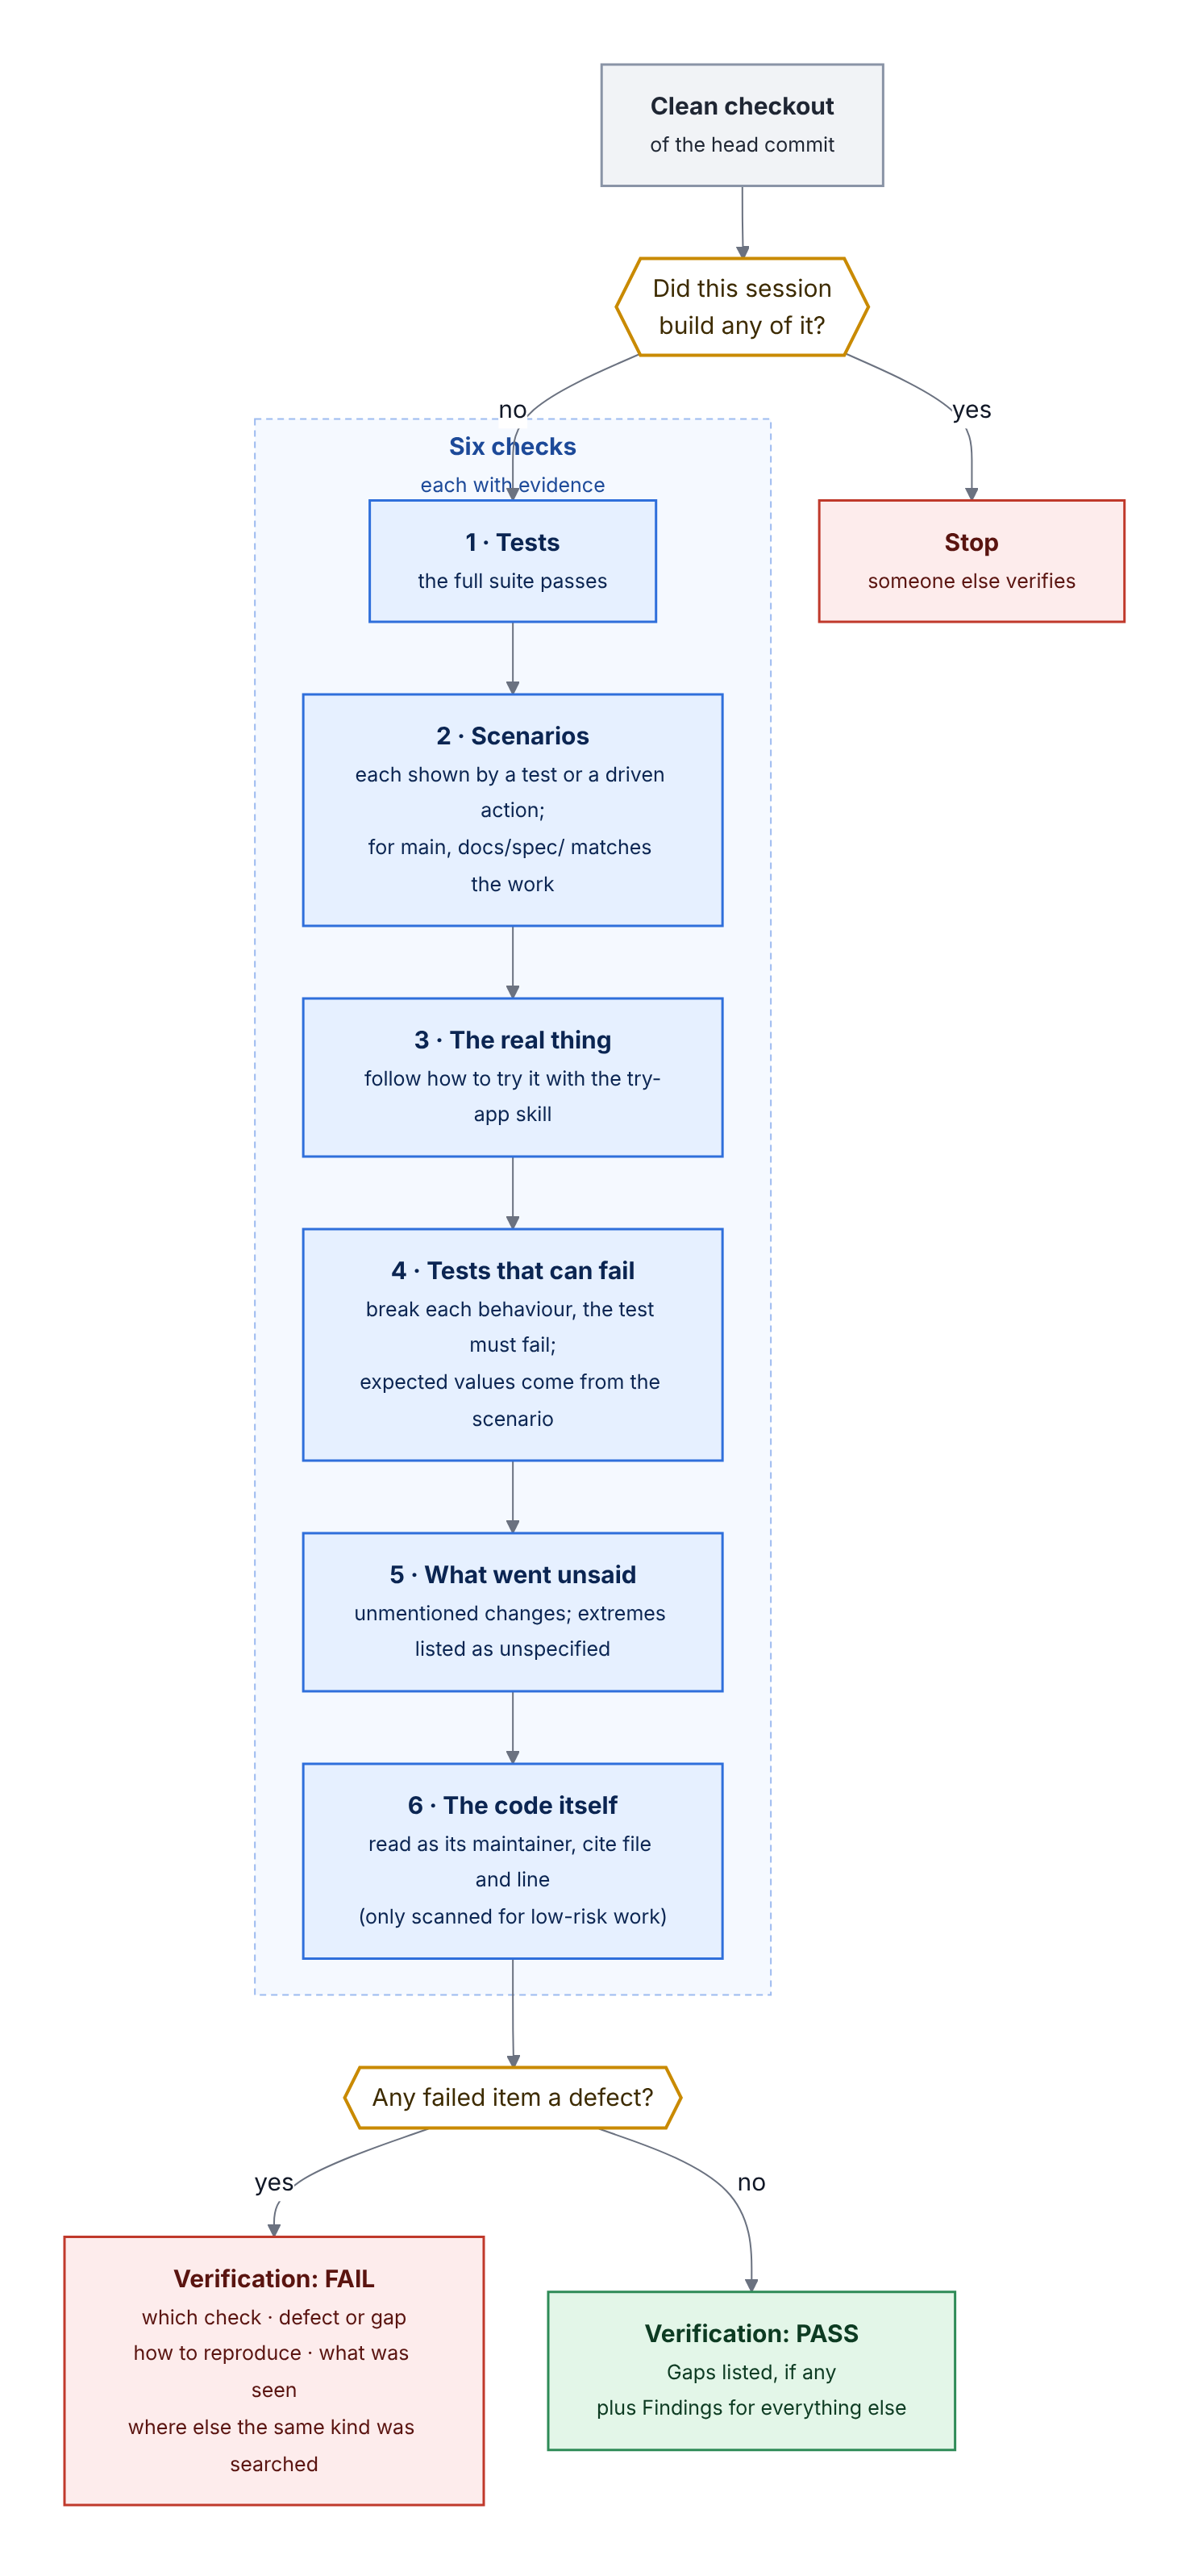 Clean checkout
of the head commit
Did this session
build any of it?
no
yes
Six checks
each with evidence
1 · Tests
the full suite passes
Stop
someone else verifies
2 · Scenarios
each shown by a test or a driven
action;
for main, docs/spec/ matches
the work
3 · The real thing
follow how to try it with the try-
app skill
4 · Tests that can fail
break each behaviour, the test
must fail;
expected values come from the
scenario
5 · What went unsaid
unmentioned changes; extremes
listed as unspecified
6 · The code itself
read as its maintainer, cite file
and line
(only scanned for low-risk work)
Any failed item a defect?
yes
no
Verification: FAIL
which check · defect or gap
how to reproduce · what was
seen
where else the same kind was
searched
Verification: PASS
Gaps listed, if any
plus Findings for everything else